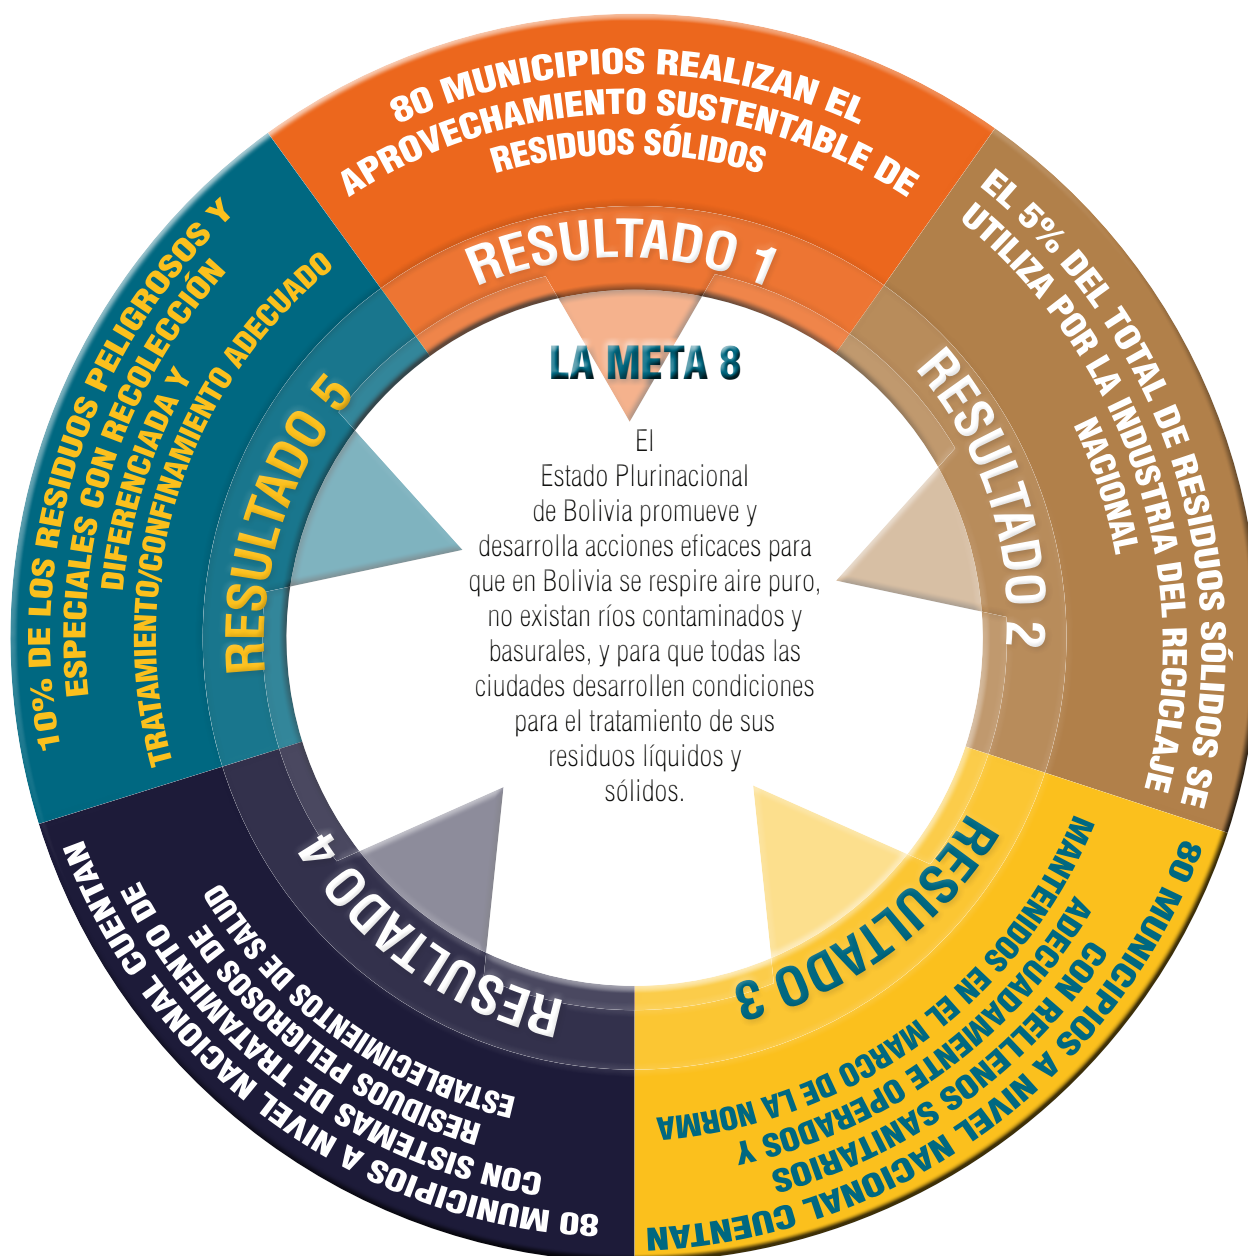 80 MUNICIPIOS REALIZAN EL
APROVECHAMIENTO SUSTENTABLE DE
RESIDUOS SÓLIDOS
RESULTADO 1
EL 5% DEL TOTAL DE RESIDUOS SÓLIDOS SE
UTILIZA POR LA INDUSTRIA DEL RECICLAJE
NACIONAL
RESULTADO 2
80 MUNICIPIOS A NIVEL NACIONAL CUENTAN
CON RELLENOS SANITARIOS
ADECUADAMENTE OPERADOS Y
MANTENIDOS EN EL MARCO DE LA NORMA
RESULTADO 3
80 MUNICIPIOS A NIVEL NACIONAL CUENTAN
CON SISTEMAS DE TRATAMIENTO DE
RESIDUOS PELIGROSOS DE
ESTABLECIMIENTOS DE SALUD
RESULTADO 4
10% DE LOS RESIDUOS PELIGROSOS Y
ESPECIALES CON RECOLECCIÓN
DIFERENCIADA Y
TRATAMIENTO/CONFINAMIENTO ADECUADO
RESULTADO 5
LA META 8
El
Estado Plurinacional
de Bolivia promueve y
desarrolla acciones eficaces para
que en Bolivia se respire aire puro,
no existan ríos contaminados y
basurales, y para que todas las
ciudades desarrollen condiciones
para el tratamiento de sus
residuos líquidos y
sólidos.